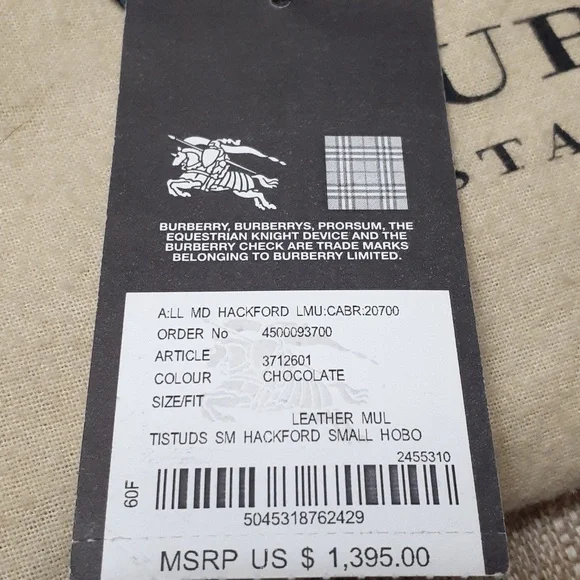 BURBERRY, BURBERRYS, PRORSUM, THE
EQUESTRIAN KNIGHT DEVICE AND THE
BURBERRY CHECK ARE TRADE MARKS
BELONGING TO BURBERRY LIMITED.
A:LL MD HACKFORD LMU:CABR:20700
ORDER No 4500093700
ARTICLE 3712601
COLOUR CHOCOLATE
SIZE/FIT
LEATHER MUL
TISTUDS SM HACKFORD SMALL HOBO
2455310
60F
5045318762429
MSRP US $ 1,395.00